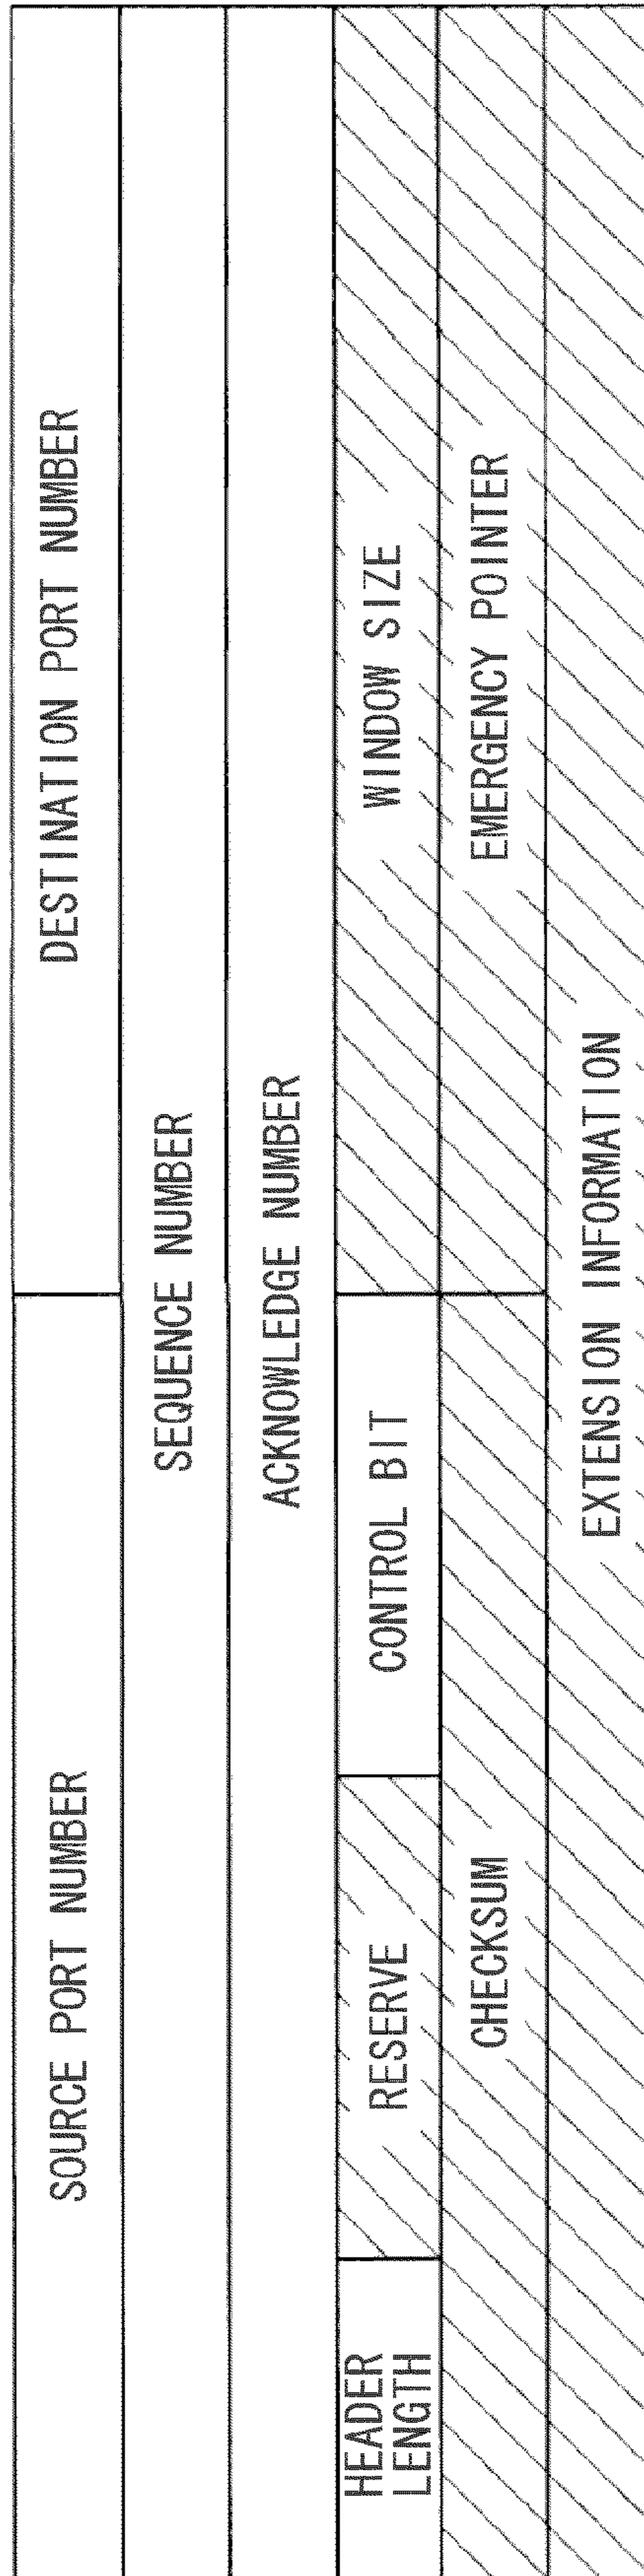 SOURCE PORT NUMBER
DESTINATION PORT NUMBER
SEQUENCE NUMBER
ACKNOWLEDGE NUMBER
HEADER
LENGTH
RESERVE
CONTROL BIT
WINDOW SIZE
CHECKSUM
EMERGENCY POINTER
EXTENSION INFORMATION